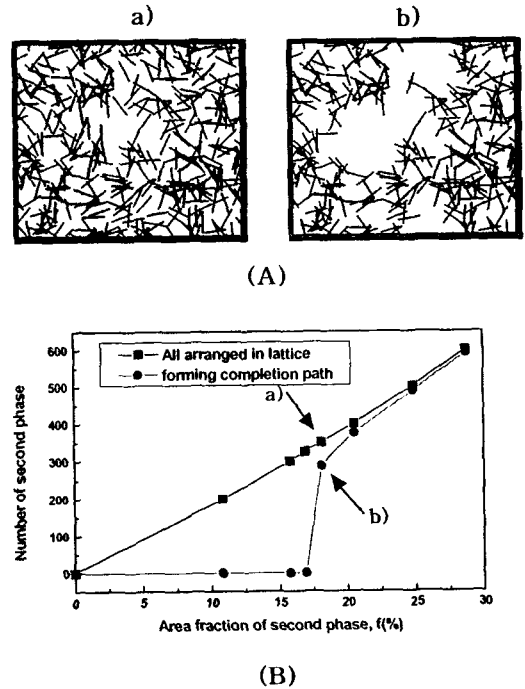 a)
b)
(A)
600
500
400
300
200
100
0
0
5
10
15
20
25
30
Number of second phase
All arranged in lattice
forming completion path
a)
b)
Area fraction of second phase, f(%)
(B)